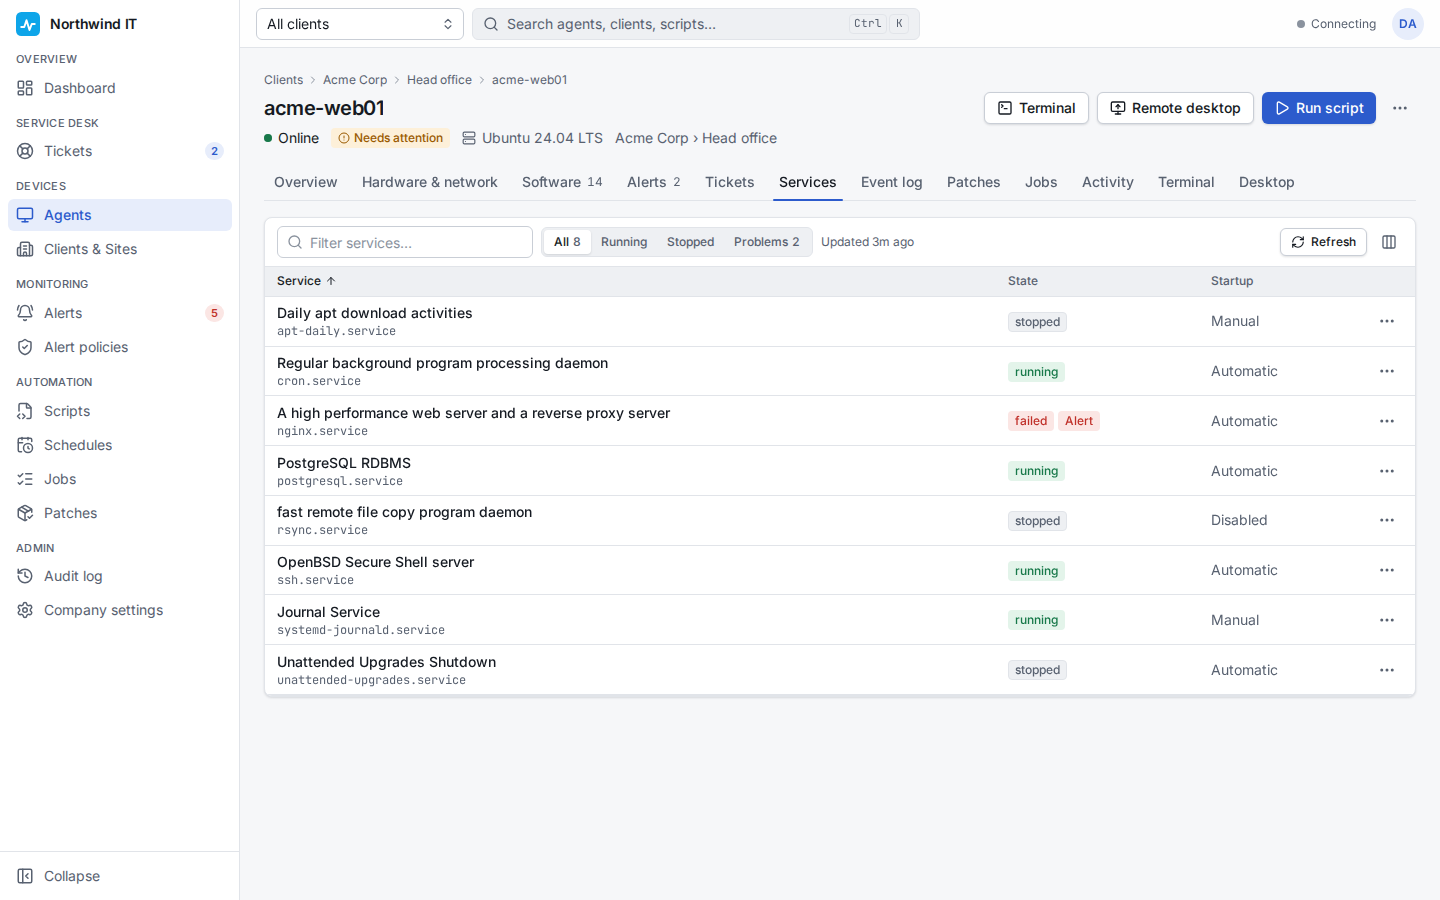 Northwind IT
All clients
Search agents, clients, scripts...
Ctrl K
Connecting
DA
OVERVIEW
Dashboard
SERVICE DESK
Tickets 2
DEVICES
Agents
Clients & Sites
MONITORING
Alerts 5
Alert policies
AUTOMATION
Scripts
Schedules
Jobs
Patches
ADMIN
Audit log
Company settings
Collapse
Clients > Acme Corp > Head office > acme-web01
acme-web01
Terminal
Remote desktop
Run script
Online
Needs attention
Ubuntu 24.04 LTS
Acme Corp › Head office
Overview Hardware & network Software 14 Alerts 2 Tickets Services Event log Patches Jobs Activity Terminal Desktop
Filter services...
All 8 Running Stopped Problems 2
Updated 3m ago
Refresh
Service ↑ State Startup
Daily apt download activities
apt-daily.service
stopped Manual
Regular background program processing daemon
cron.service
running Automatic
A high performance web server and a reverse proxy server
nginx.service
failed Alert Automatic
PostgreSQL RDBMS
postgresql.service
running Automatic
fast remote file copy program daemon
rsync.service
stopped Disabled
OpenBSD Secure Shell server
ssh.service
running Automatic
Journal Service
systemd-journald.service
running Manual
Unattended Upgrades Shutdown
unattended-upgrades.service
stopped Automatic